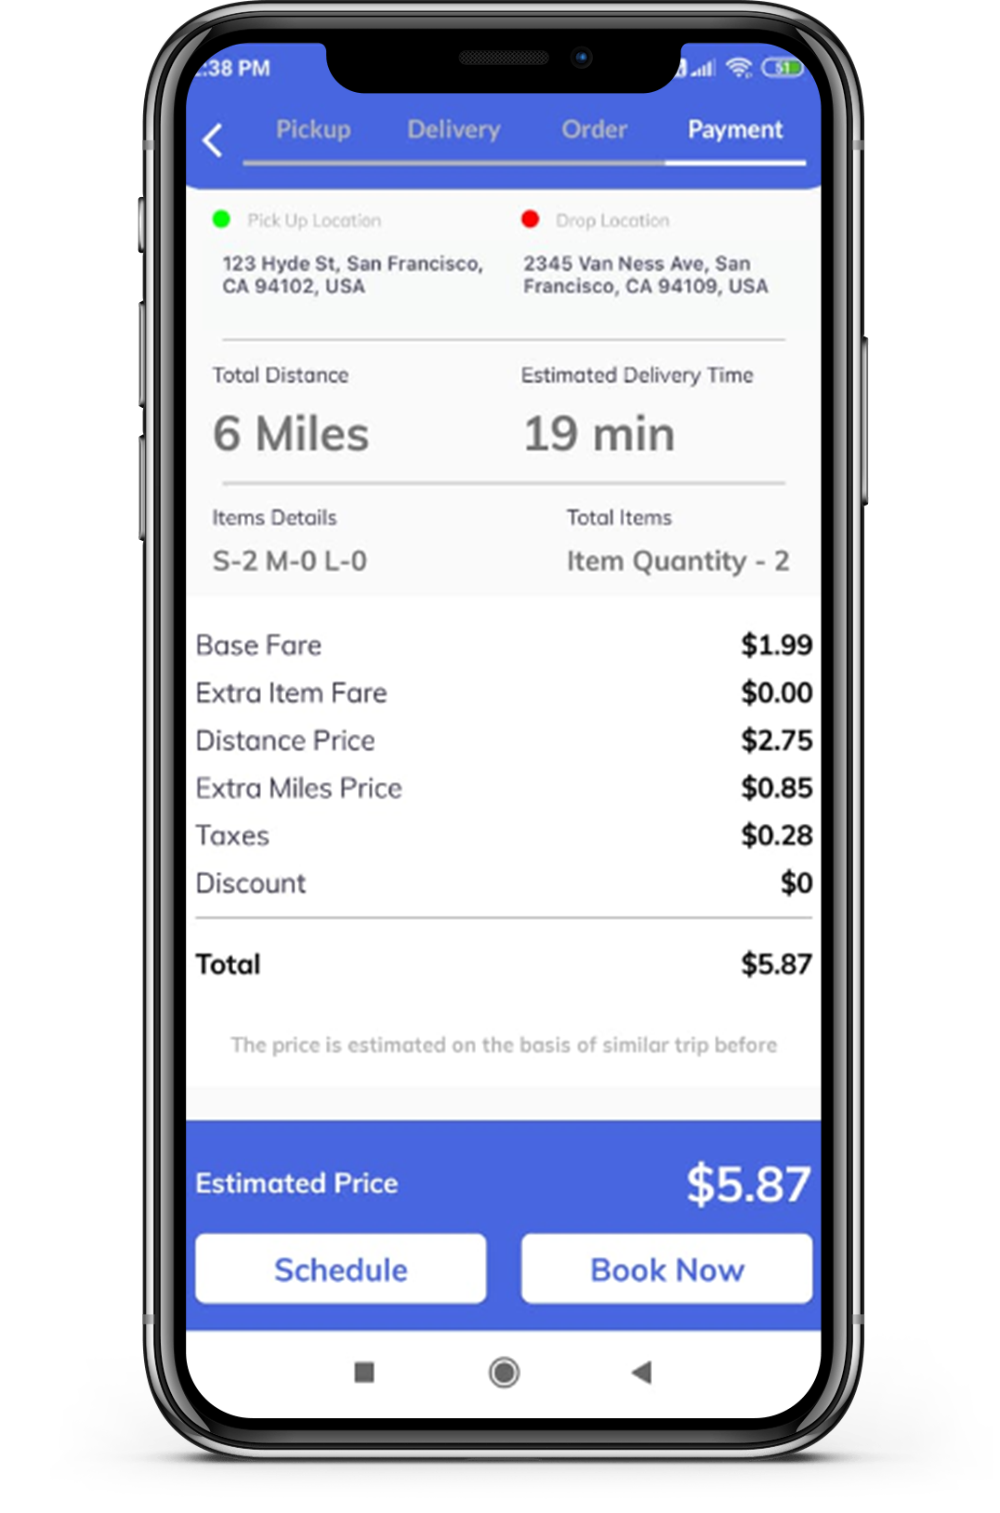 :38 PM
51
Pickup Delivery Order Payment
Pick Up Location
123 Hyde St, San Francisco,
CA 94102, USA
Drop Location
2345 Van Ness Ave, San
Francisco, CA 94109, USA
Total Distance
6 Miles
Estimated Delivery Time
19 min
Items Details
S-2 M-0 L-0
Total Items
Item Quantity - 2
Base Fare $1.99
Extra Item Fare $0.00
Distance Price $2.75
Extra Miles Price $0.85
Taxes $0.28
Discount $0
Total $5.87
The price is estimated on the basis of similar trip before
Estimated Price $5.87
Schedule Book Now